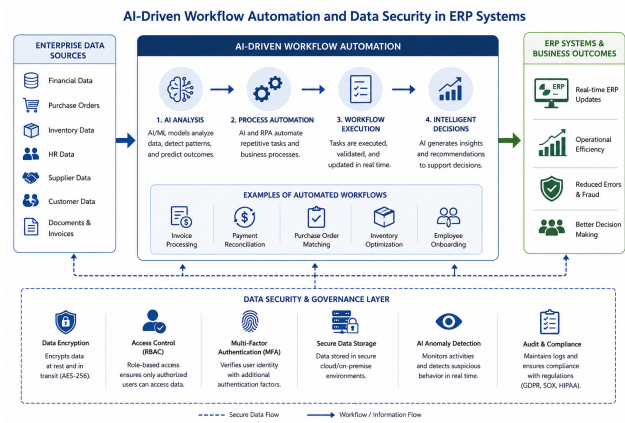 AI-Driven Workflow Automation and Data Security in ERP Systems
ENTERPRISE DATA
SOURCES
Financial Data
Purchase Orders
Inventory Data
HR Data
Supplier Data
Customer Data
Documents &
Invoices
AI-DRIVEN WORKFLOW AUTOMATION
1. AI ANALYSIS
AI/ML models analyze
data, detect patterns,
and predict outcomes.
2. PROCESS AUTOMATION
AI and RPA automate
repetitive tasks and
business processes.
3. WORKFLOW
EXECUTION
Tasks are executed,
validated, and
updated in real time.
4. INTELLIGENT
DECISIONS
AI generates insights
and recommendations
to support decisions.
EXAMPLES OF AUTOMATED WORKFLOWS
Invoice
Processing
Payment
Reconciliation
Purchase Order
Matching
Inventory
Optimization
Employee
Onboarding
ERP SYSTEMS &
BUSINESS OUTCOMES
ERP
Real-time ERP
Updates
Operational
Efficiency
Reduced Errors
& Fraud
Better Decision
Making
DATA SECURITY & GOVERNANCE LAYER
Data Encryption
Encrypts data
at rest and in
transit (AES-256).
Access Control
(RBAC)
Role-based access
ensures only authorized
users can access data.
Multi-Factor
Authentication (MFA)
Verifies user identity
with additional
authentication factors.
Secure Data Storage
Data stored in secure
cloud/on-premise
environments.
AI Anomaly Detection
Monitors activities
and detects suspicious
behavior in real time.
Audit & Compliance
Maintains logs and
ensures compliance
with regulations
(GDPR, SOX, HIPAA).
Secure Data Flow
Workflow / Information Flow